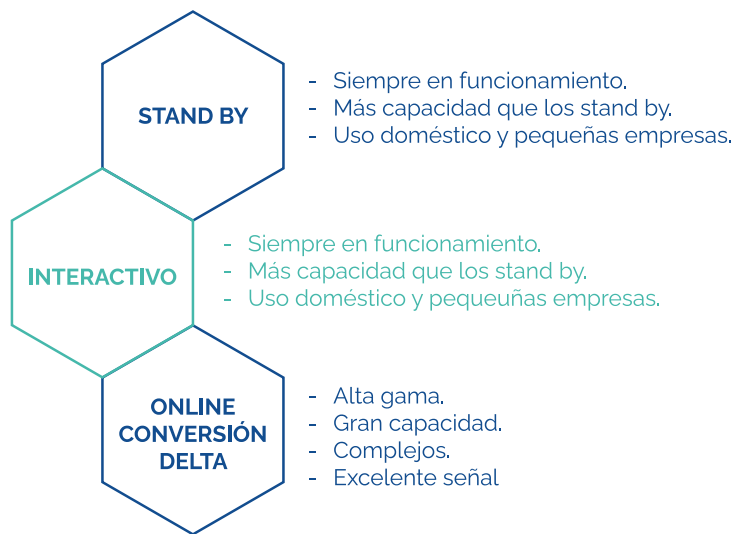 STAND BY
- Siempre en funcionamiento.
- Más capacidad que los stand by.
- Uso doméstico y pequeñas empresas.
INTERACTIVO
- Siempre en funcionamiento.
- Más capacidad que los stand by.
- Uso doméstico y pequeuñas empresas.
ONLINE
CONVERSIÓN
DELTA
- Alta gama.
- Gran capacidad.
- Complejos.
- Excelente señal